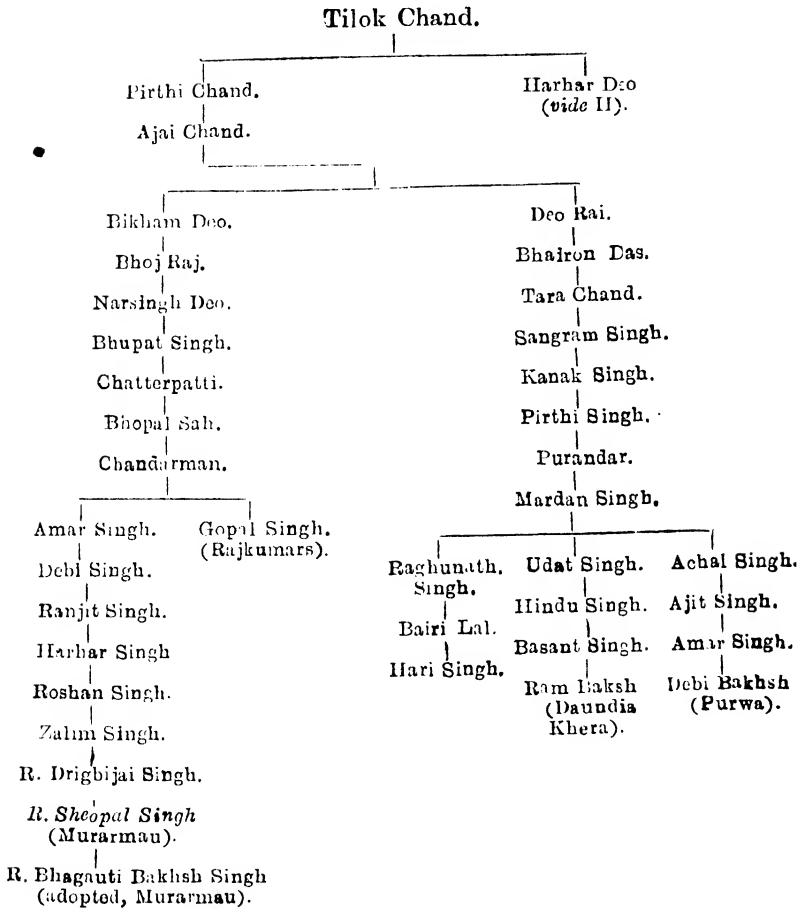 Tilok Chand.
Pirthi Chand.
Harhar Deo
(vide II).
Ajai Chand.
Bikham Deo.
Bhoj Raj.
Narsingh Deo.
Bhupat Singh.
Chatterpatti.
Bhopal Sah.
Chandarman.
Amar Singh.
Gopal Singh.
(Rajkumars).
Debi Singh.
Ranjit Singh.
Harhar Singh
Roshan Singh.
Zalim Singh.
R. Drigbijai Singh.
R. Sheopal Singh
(Murarmau).
R. Bhagauti Bakhsh Singh
(adopted, Murarmau).
Deo Rai.
Bhairon Das.
Tara Chand.
Sangram Singh.
Kanak Singh.
Pirthi Singh.
Purandar.
Mardan Singh.
Raghunath.
Singh.
Bairi Lal.
Hari Singh.
Udat Singh.
Hindu Singh.
Basant Singh.
Ram Baksh
(Daundia
Khera).
Achal Singh.
Ajit Singh.
Amar Singh.
Debi Bakhsh
(Purwa).